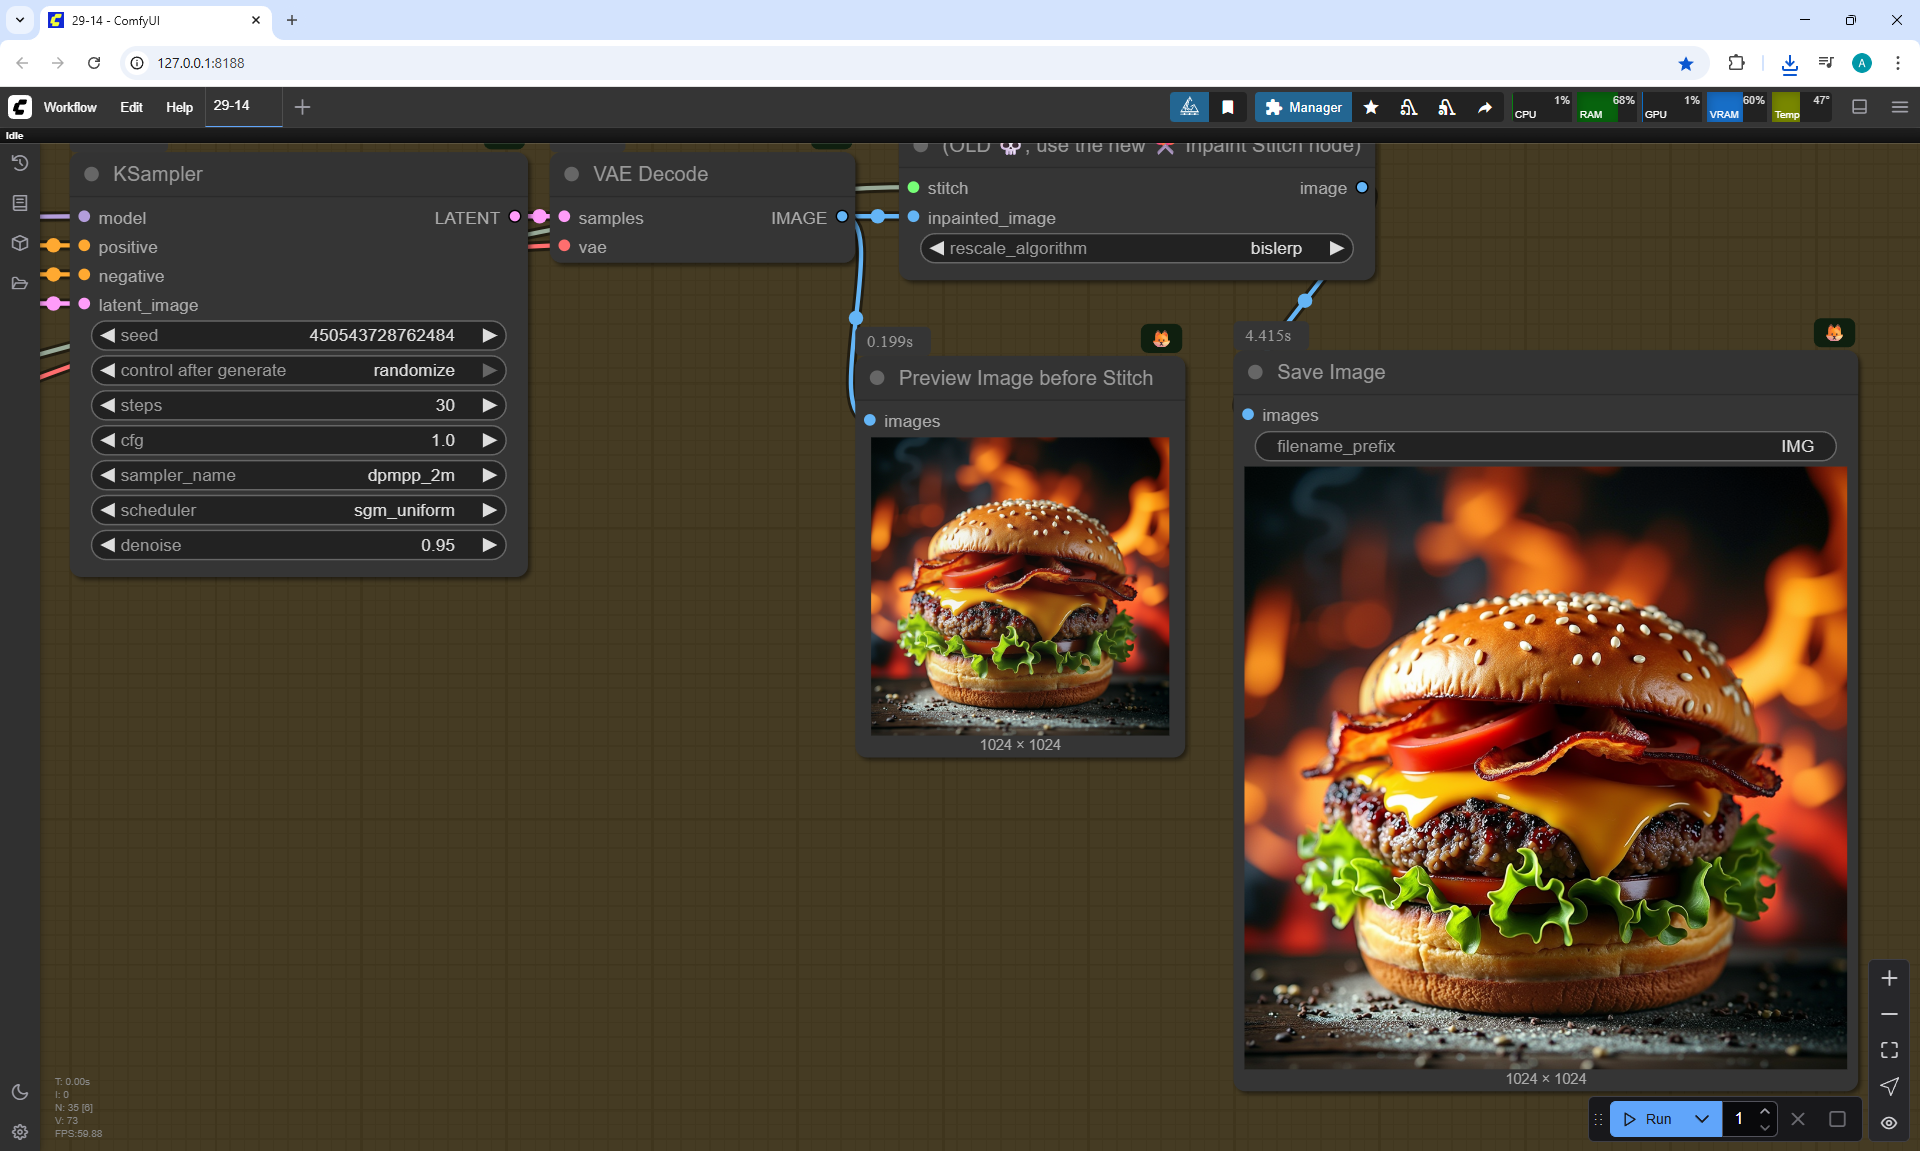 29-14 - ComfyUI
127.0.0.1:8188
A
Workflow Edit Help 29-14
Manager
CPU 1% RAM 68% GPU 1% VRAM 60% Temp 47°
Idle
KSampler
model LATENT
positive
negative
latent_image
seed 450543728762484
control after generate randomize
steps 30
cfg 1.0
sampler_name dpmpp_2m
scheduler sgm_uniform
denoise 0.95
VAE Decode
samples IMAGE
vae
(OLD 💀, use the new ✂️ Inpaint Stitch node)
stitch image
inpainted_image
rescale_algorithm bislerp
0.199s
Preview Image before Stitch
images
1024 × 1024
4.415s
Save Image
images
filename_prefix IMG
1024 × 1024
T: 0.00s
I: 0
N: 35 [6]
V: 73
FPS:59.88
Run 1